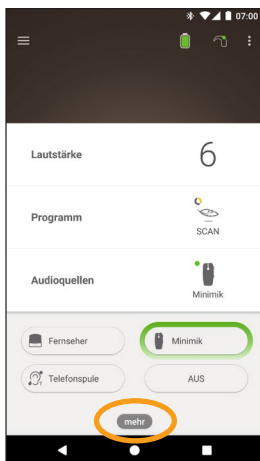 07:00
Lautstärke 6
Programm
SCAN
Audioquellen
Minimik
Fernseher Minimik
Telefonspule AUS
mehr